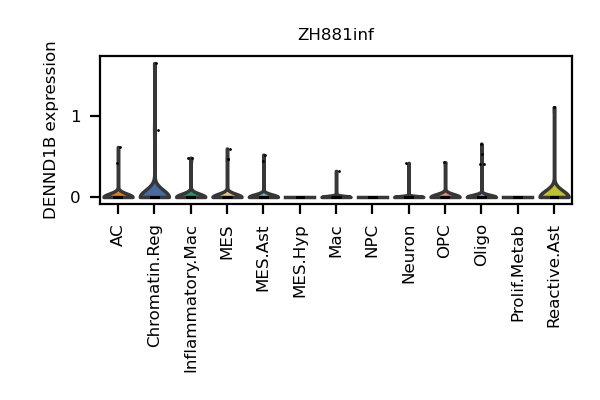 ZH881inf
DENND1B expression
1
0
AC
Chromatin.Reg
Inflammatory.Mac
MES
MES.Ast
MES.Hyp
Mac
NPC
Neuron
OPC
Oligo
Prolif.Metab
Reactive.Ast